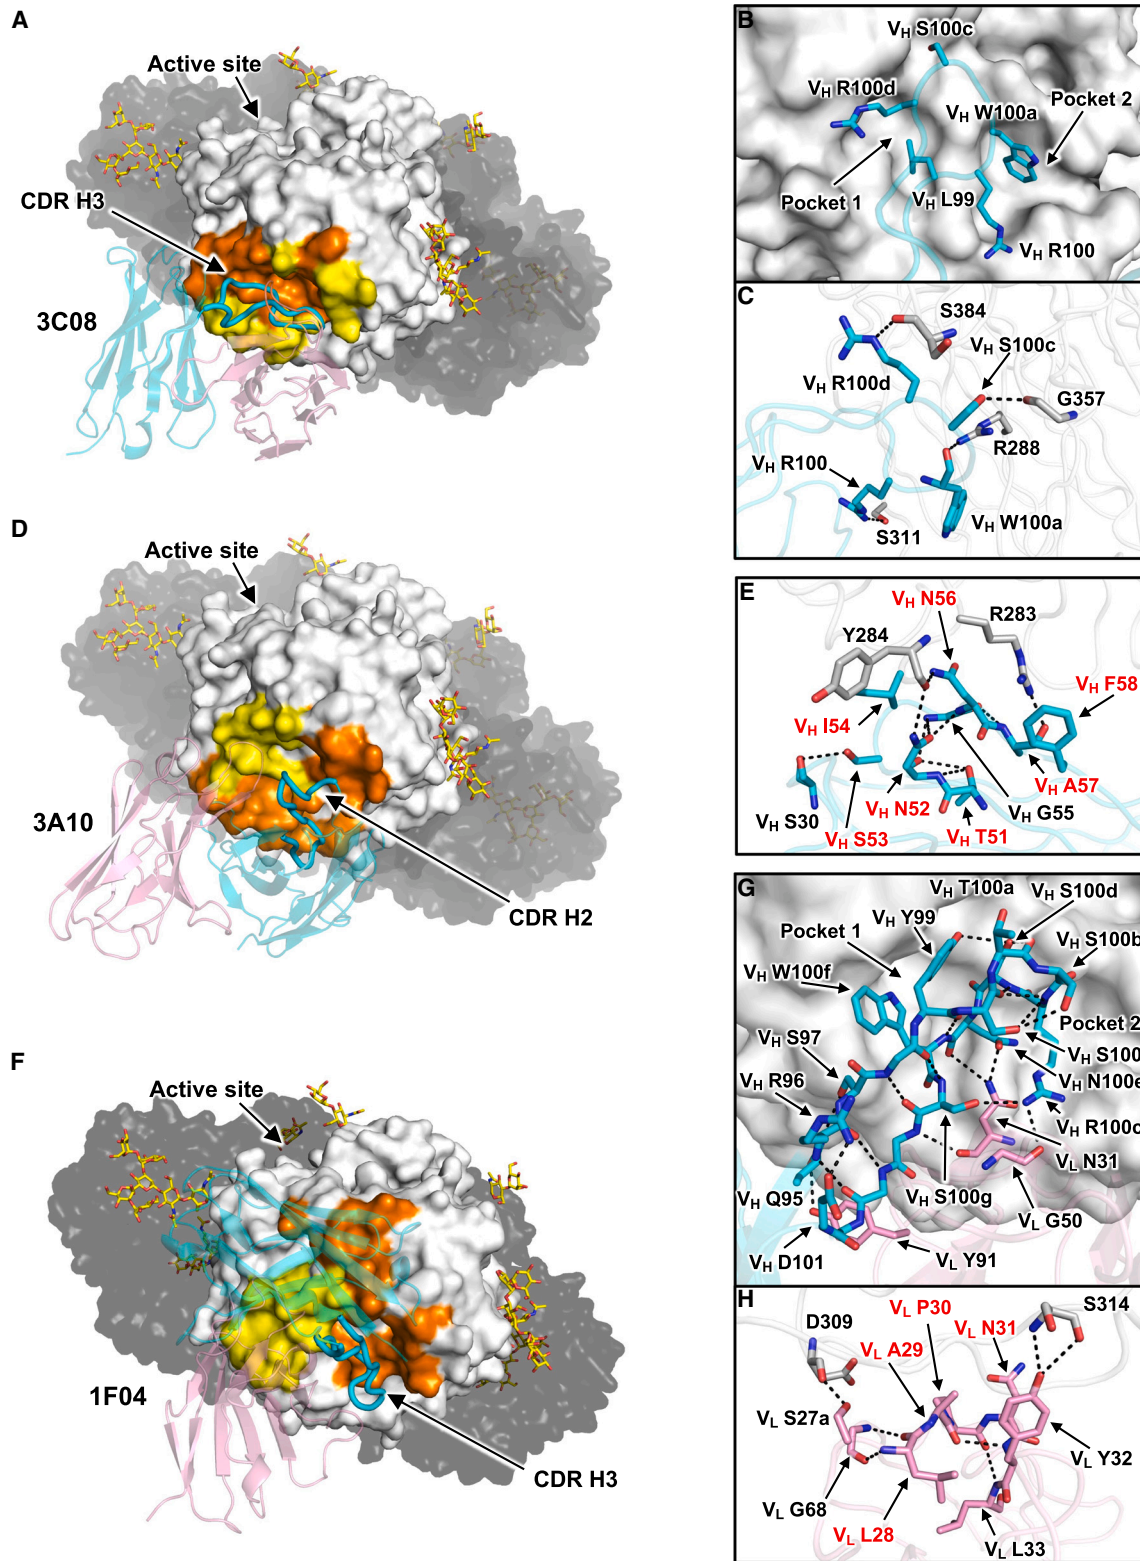 A
Active site
CDR H3
3C08
B
VH S100c
VH R100d
VH W100a
Pocket 2
Pocket 1
VH L99
VH R100
C
S384
VH S100c
VH R100d
G357
R288
VH R100
S311
VH W100a
D
Active site
3A10
CDR H2
E
VH N56
R283
Y284
VH F58
VH I54
VH A57
VH N52
VH G55
VH S30
VH S53
VH T51
F
Active site
1F04
CDR H3
G
VH T100a
VH S100d
VH Y99
Pocket 1
VH S100b
VH W100f
Pocket 2
VH S97
VH S100
VH R96
VH N100e
VH R100c
VL N31
VH Q95
VH S100g
VL G50
VH D101
VL Y91
H
VL P30
S314
D309
VL N31
VL A29
VL S27a
VL Y32
VL G68
VL L28
VL L33